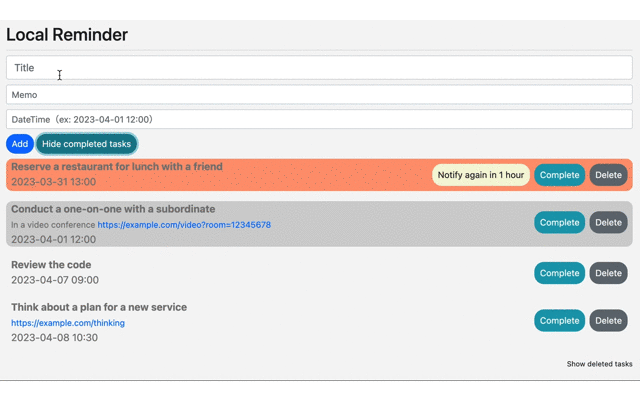 Local Reminder
Title
Memo
DateTime (ex: 2023-04-01 12:00)
Add Hide completed tasks
Reserve a restaurant for lunch with a friend
2023-03-31 13:00
Notify again in 1 hour Complete Delete
Conduct a one-on-one with a subordinate
In a video conference https://example.com/video?room=12345678
2023-04-01 12:00
Complete Delete
Review the code
2023-04-07 09:00
Complete Delete
Think about a plan for a new service
https://example.com/thinking
2023-04-08 10:30
Complete Delete
Show deleted tasks